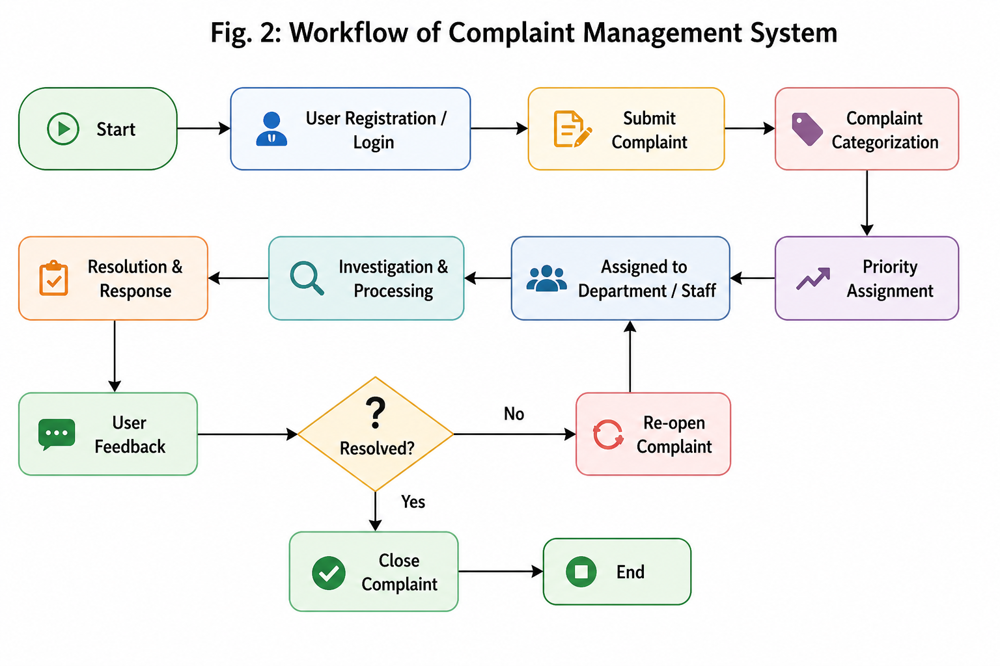 Fig. 2: Workflow of Complaint Management System
Start
User Registration /
Login
Submit
Complaint
Complaint
Categorization
Priority
Assignment
Assigned to
Department / Staff
Investigation &
Processing
Resolution &
Response
User
Feedback
?
Resolved?
No
Re-open
Complaint
Yes
Close
Complaint
End